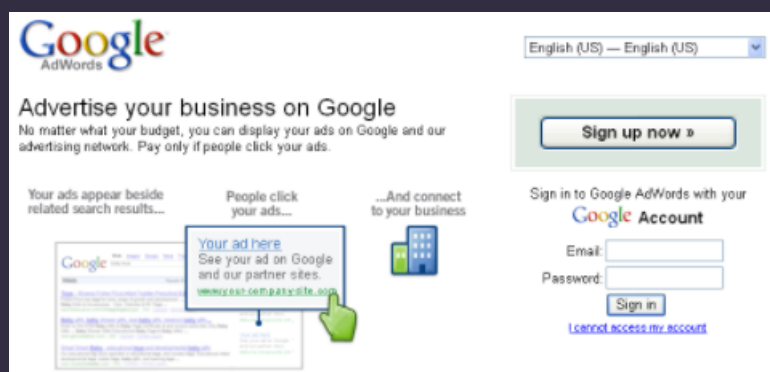 Google
AdWords
English (US) — English (US)
Advertise your business on Google
No matter what your budget, you can display your ads on Google and our
advertising network. Pay only if people click your ads.
Sign up now »
Your ads appear beside
related search results...
People click
your ads...
...And connect
to your business
Google
Your ad here
See your ad on Google
and our partner sites.
www.your-company-site.com
Sign in to Google AdWords with your
Google Account
Email:
Password:
Sign in
I cannot access my account